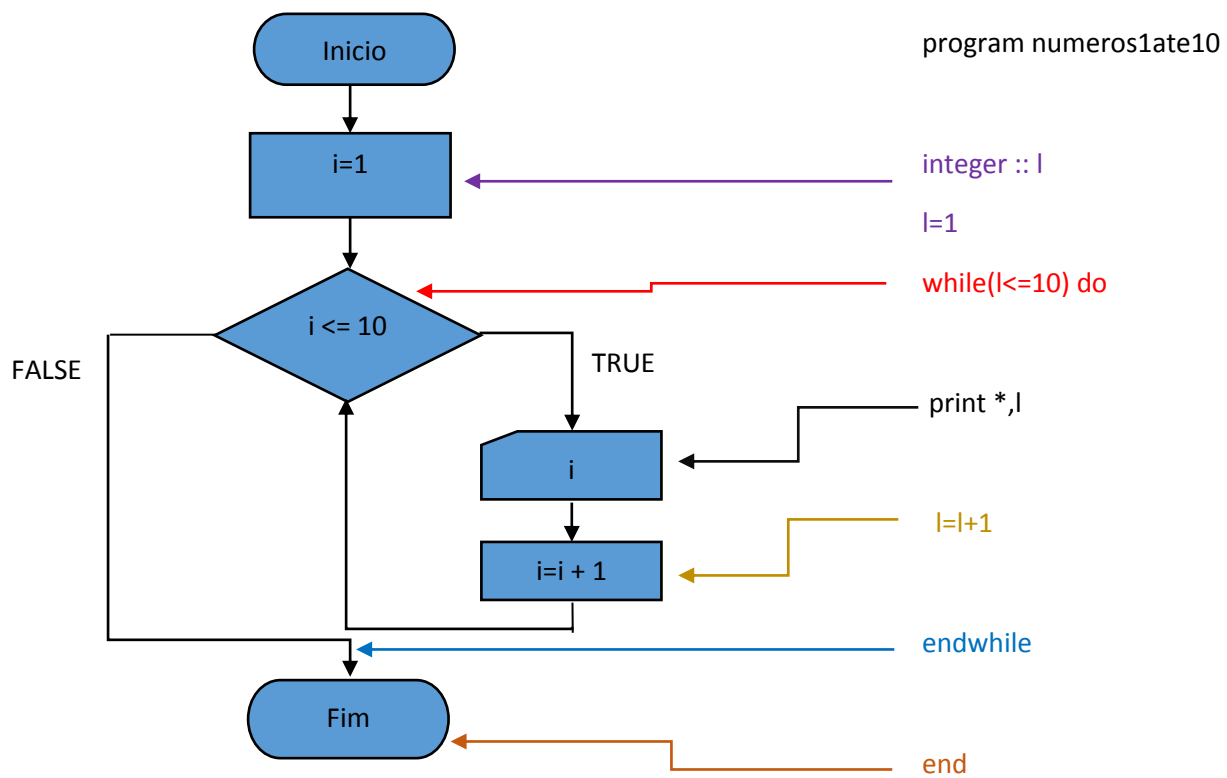 Inicio
program numeros1ate10
i=1
integer :: l
l=1
while(l<=10) do
i <= 10
FALSE
TRUE
print *,l
i
l=l+1
i=i + 1
endwhile
Fim
end